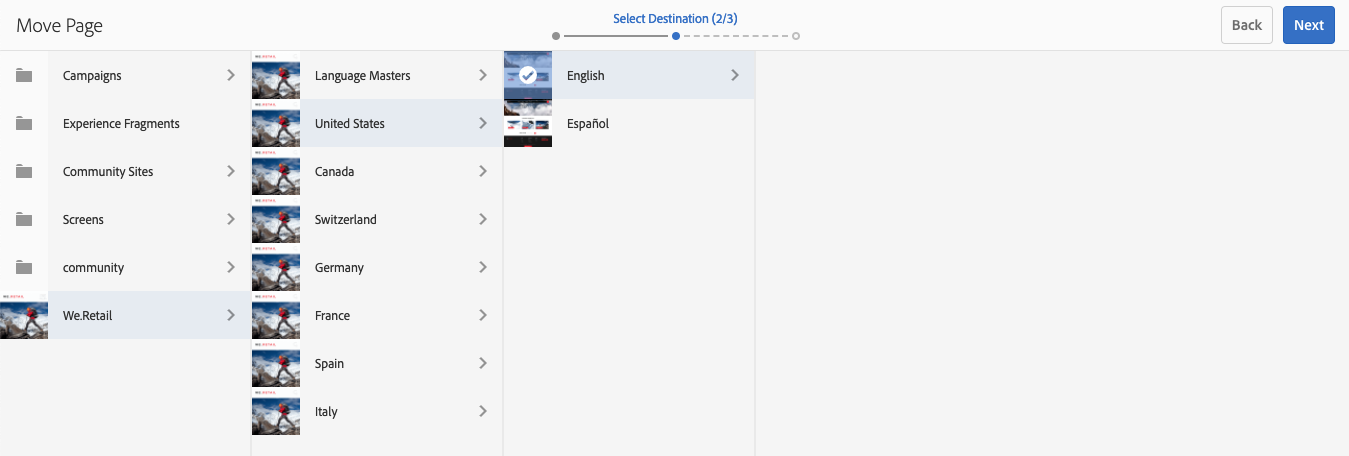 Move Page
Select Destination (2/3)
Back
Next
Campaigns
Experience Fragments
Community Sites
Screens
community
We.Retail
Language Masters
United States
Canada
Switzerland
Germany
France
Spain
Italy
English
Español